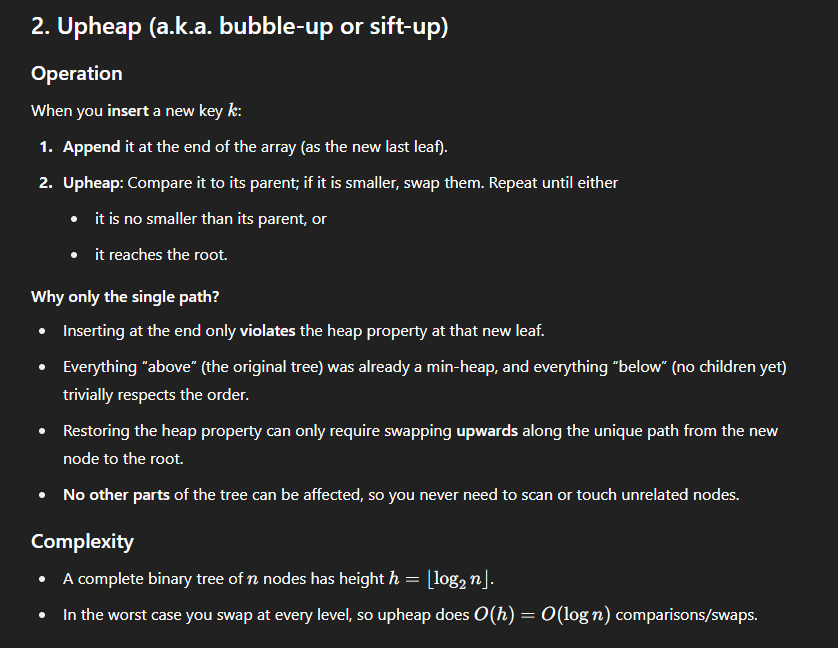 2. Upheap (a.k.a. bubble-up or sift-up)
Operation
When you insert a new key k:
1. Append it at the end of the array (as the new last leaf).
2. Upheap: Compare it to its parent; if it is smaller, swap them. Repeat until either
• it is no smaller than its parent, or
• it reaches the root.
Why only the single path?
• Inserting at the end only violates the heap property at that new leaf.
• Everything “above” (the original tree) was already a min-heap, and everything “below” (no children yet)
trivially respects the order.
• Restoring the heap property can only require swapping upwards along the unique path from the new
node to the root.
• No other parts of the tree can be affected, so you never need to scan or touch unrelated nodes.
Complexity
• A complete binary tree of n nodes has height h = ⌊log₂ n⌋.
• In the worst case you swap at every level, so upheap does O(h) = O(log n) comparisons/swaps.